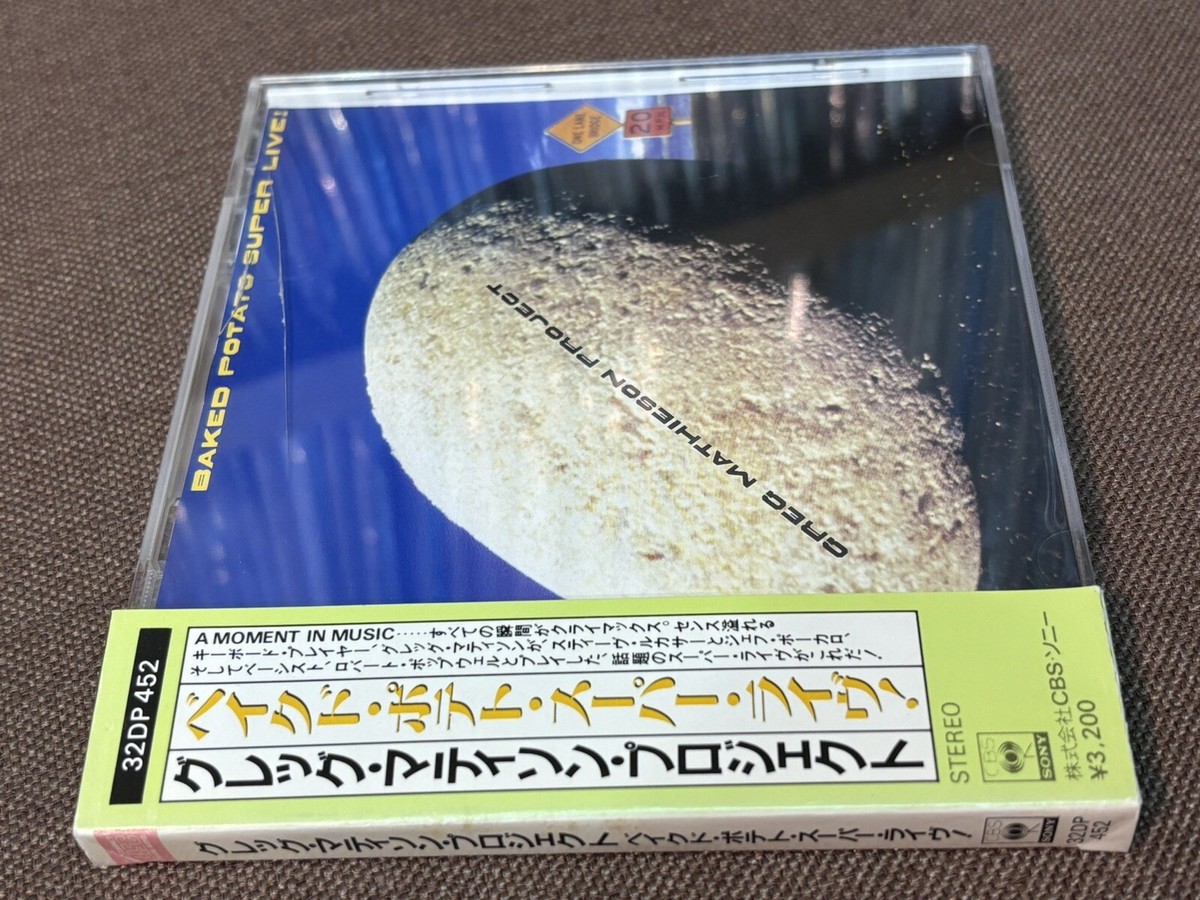 BAKED POTATO SUPER LIVE!
ONE LANE BRIDGE
20
M.P.H.
GREG MATHIESON PROJECT
32DP 452
A MOMENT IN MUSIC‥‥‥すべての瞬間がクライマックス。センス溢れる
キーボード・プレイヤー、グレッグ・マティソンが、スティーヴ・ルカサーとジェフ・ポーカロ、
そしてベーシスト、ロバート・ポップウェルとプレイした、話題のスーパー・ライヴがこれだ!
ベイクド・ポテト・スーパー・ライヴ!
グレッグ・マティソン・プロジェクト
STEREO
CBS
SONY
株式会社CBS・ソニー
¥3,200
グレッグ・マティソン・プロジェクト ベイクド・ポテト・スーパー・ライヴ!
CBS
SONY
32DP
452